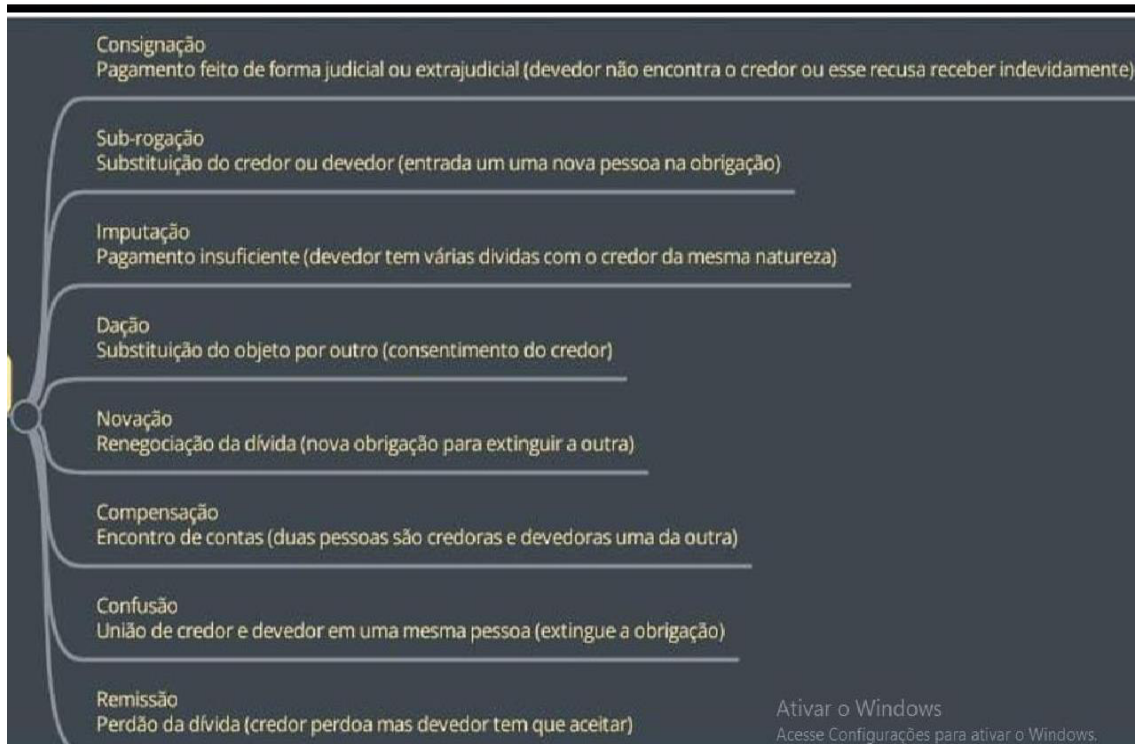 Consignação
Pagamento feito de forma judicial ou extrajudicial (devedor não encontra o credor ou esse recusa receber indevidamente)
Sub-rogação
Substituição do credor ou devedor (entrada um uma nova pessoa na obrigação)
Imputação
Pagamento insuficiente (devedor tem várias dividas com o credor da mesma natureza)
Dação
Substituição do objeto por outro (consentimento do credor)
Novação
Renegociação da dívida (nova obrigação para extinguir a outra)
Compensação
Encontro de contas (duas pessoas são credoras e devedoras uma da outra)
Confusão
União de credor e devedor em uma mesma pessoa (extingue a obrigação)
Remissão
Perdão da dívida (credor perdoa mas devedor tem que aceitar)
Ativar o Windows
Acesse Configurações para ativar o Windows.